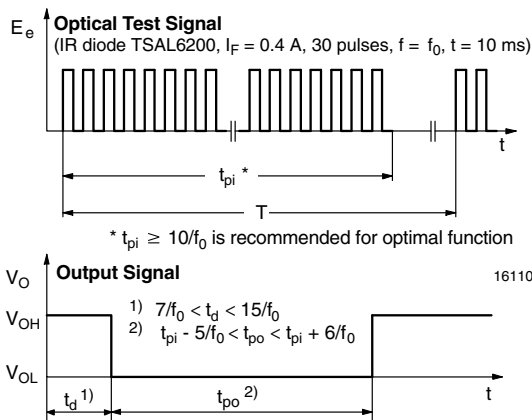 E_e
Optical Test Signal
(IR diode TSAL6200, I_F = 0.4 A, 30 pulses, f = f_0, t = 10 ms)
t
t_pi *
T
* t_pi ≥ 10/f_0 is recommended for optimal function
V_O
Output Signal
16110
V_OH
1) 7/f_0 < t_d < 15/f_0
2) t_pi - 5/f_0 < t_po < t_pi + 6/f_0
V_OL
t_d 1)
t_po 2)
t